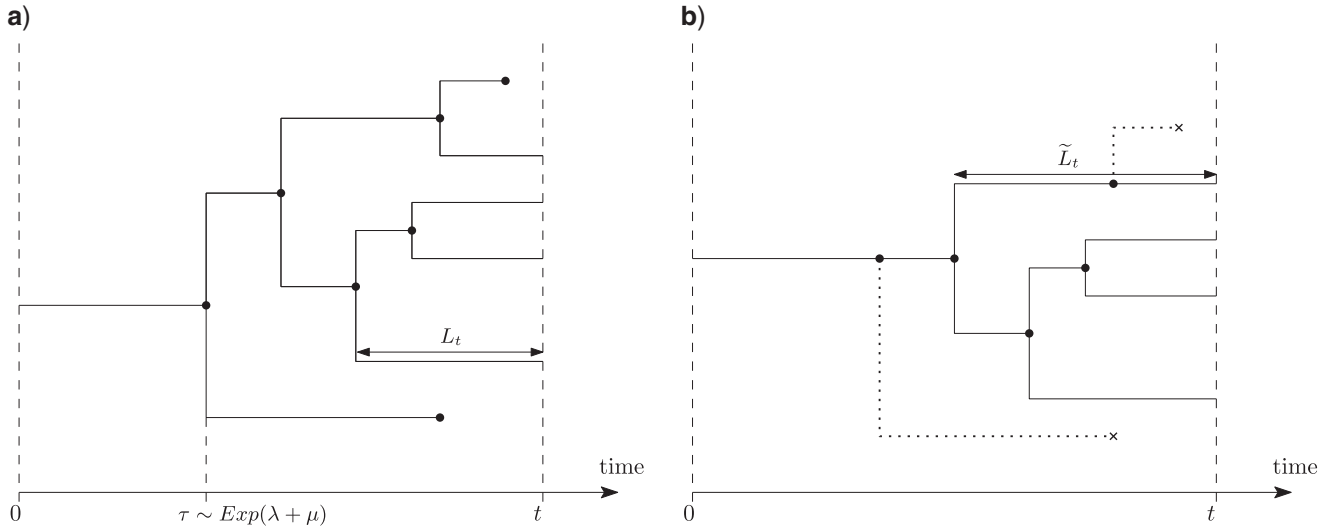 a)
L_t
time
0
τ ∼ Exp(λ + μ)
t
b)
L̃_t
time
0
t